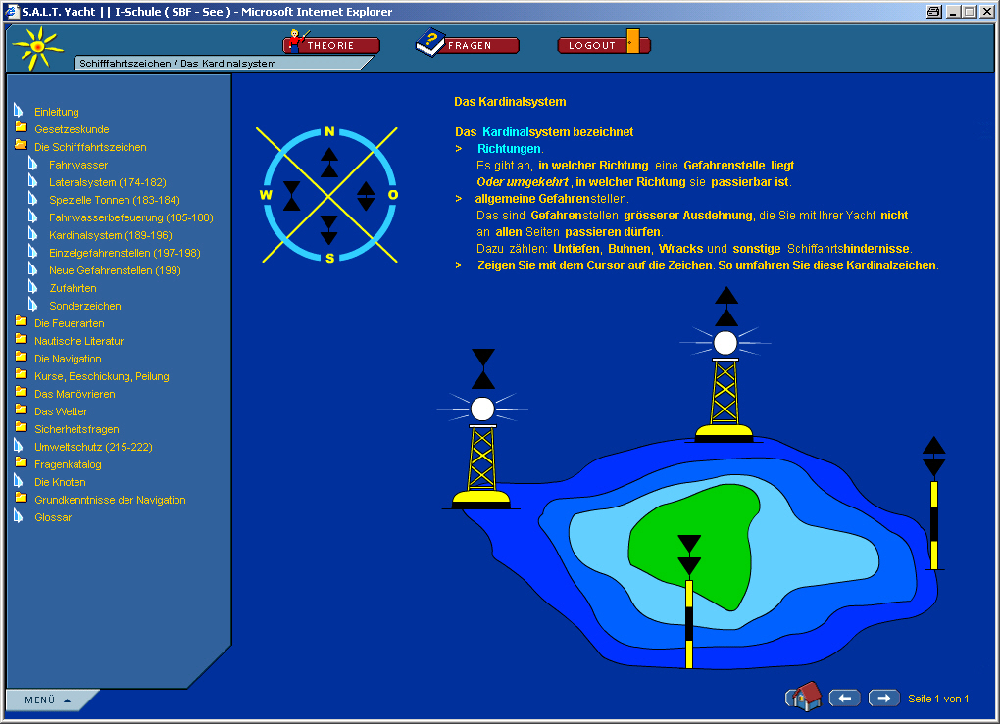 S.A.L.T. Yacht || I-Schule ( SBF - See ) - Microsoft Internet Explorer
THEORIE
FRAGEN
LOGOUT
Schifffahrtszeichen / Das Kardinalsystem
Einleitung
Gesetzeskunde
Die Schifffahrtszeichen
Fahrwasser
Lateralsystem (174-182)
Spezielle Tonnen (183-184)
Fahrwasserbefeuerung (185-188)
Kardinalsystem (189-196)
Einzelgefahrenstellen (197-198)
Neue Gefahrenstellen (199)
Zufahrten
Sonderzeichen
Die Feuerarten
Nautische Literatur
Die Navigation
Kurse, Beschickung, Peilung
Das Manövrieren
Das Wetter
Sicherheitsfragen
Umweltschutz (215-222)
Fragenkatalog
Die Knoten
Grundkenntnisse der Navigation
Glossar
MENÜ
N
W
O
S
Das Kardinalsystem
Das Kardinalsystem bezeichnet
> Richtungen.
Es gibt an, in welcher Richtung eine Gefahrenstelle liegt.
Oder umgekehrt , in welcher Richtung sie passierbar ist.
> allgemeine Gefahrenstellen.
Das sind Gefahrenstellen grösserer Ausdehnung, die Sie mit Ihrer Yacht nicht
an allen Seiten passieren dürfen.
Dazu zählen: Untiefen, Buhnen, Wracks und sonstige Schiffahrtshindernisse.
> Zeigen Sie mit dem Cursor auf die Zeichen. So umfahren Sie diese Kardinalzeichen.
Seite 1 von 1